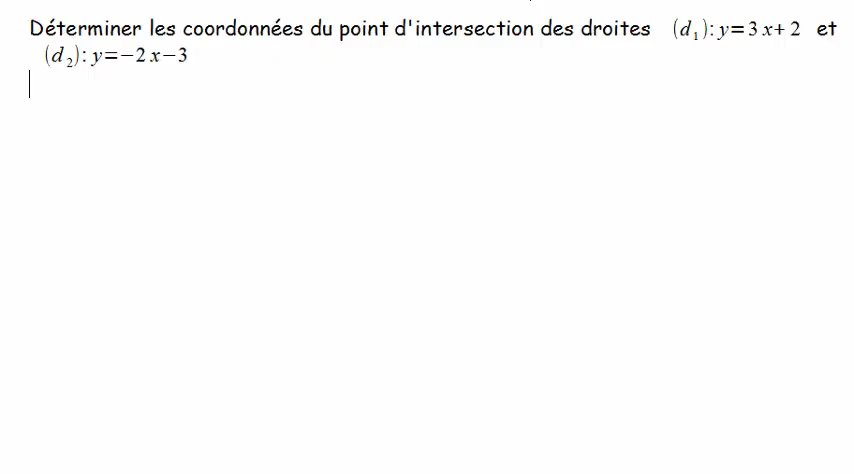 Déterminer les coordonnées du point d'intersection des droites (d₁): y=3x+2 et
(d₂): y=−2x−3